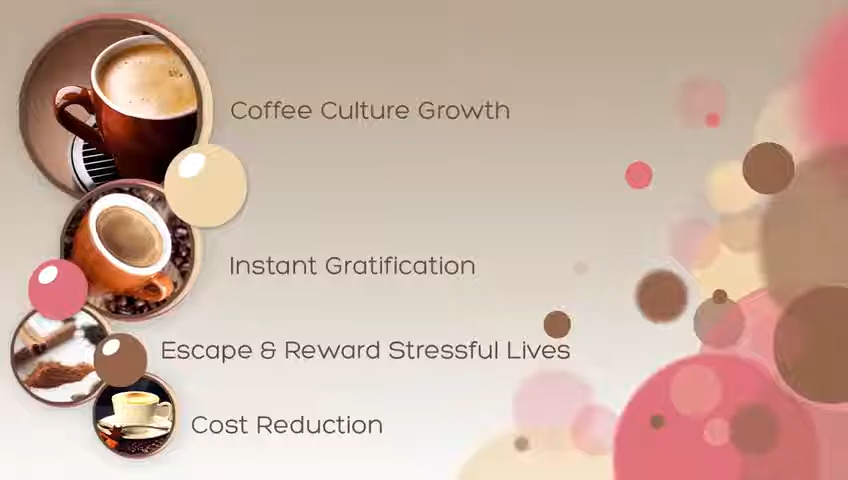 Coffee Culture Growth
Instant Gratification
Escape & Reward Stressful Lives
Cost Reduction